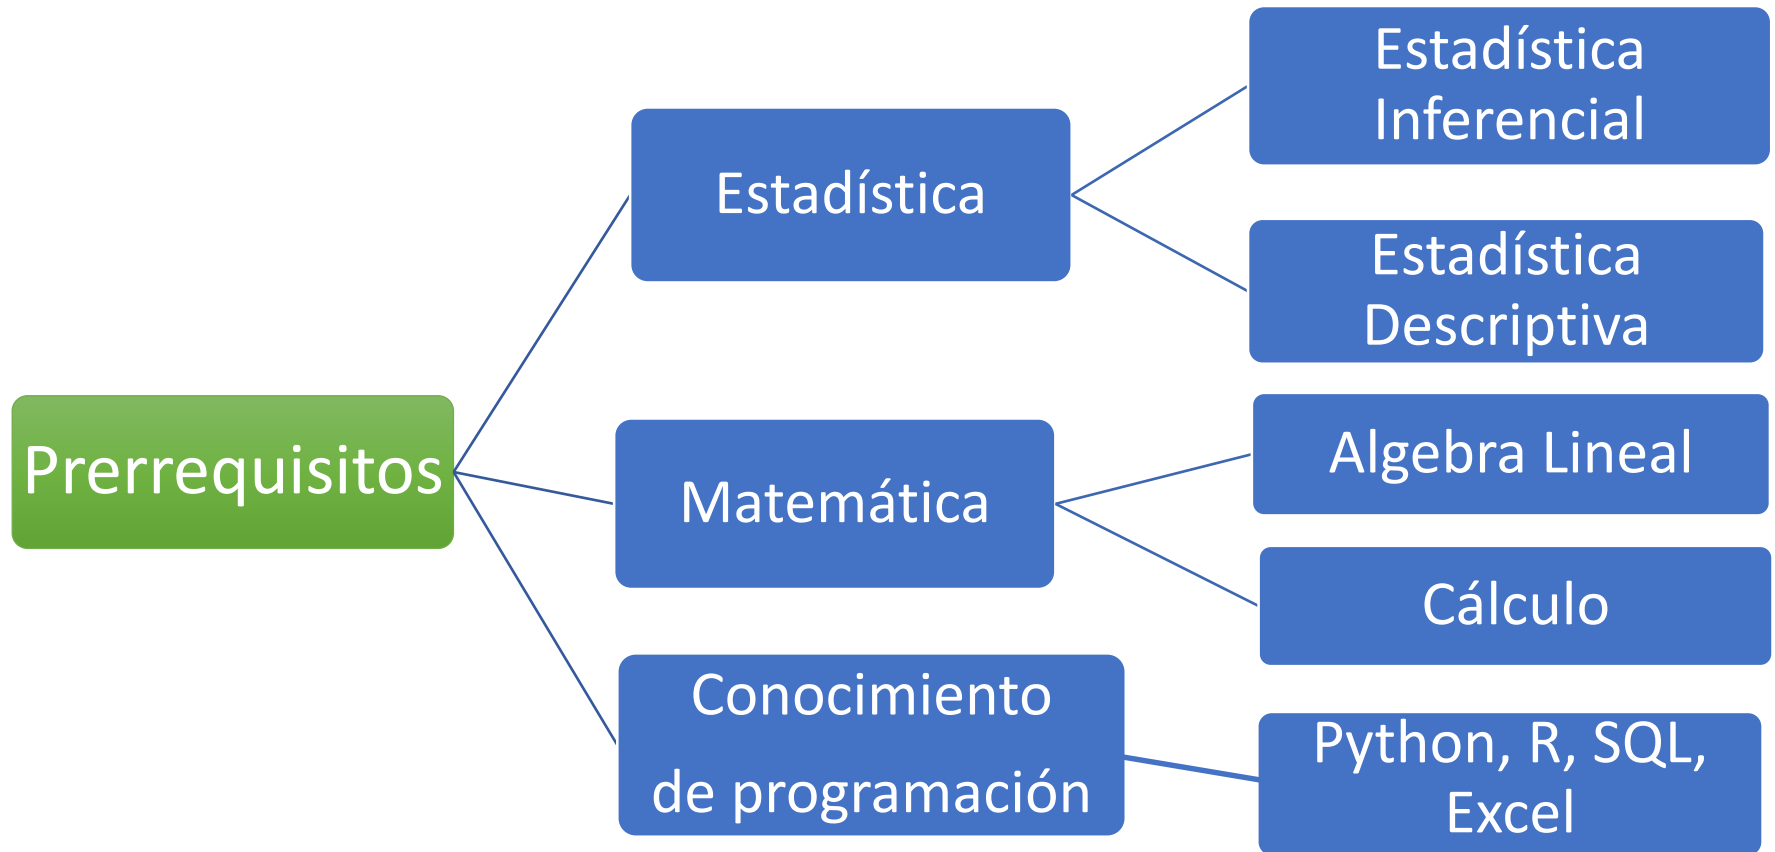 Prerrequisitos
Estadística
Estadística
Inferencial
Estadística
Descriptiva
Matemática
Algebra Lineal
Cálculo
Conocimiento
de programación
Python, R, SQL,
Excel